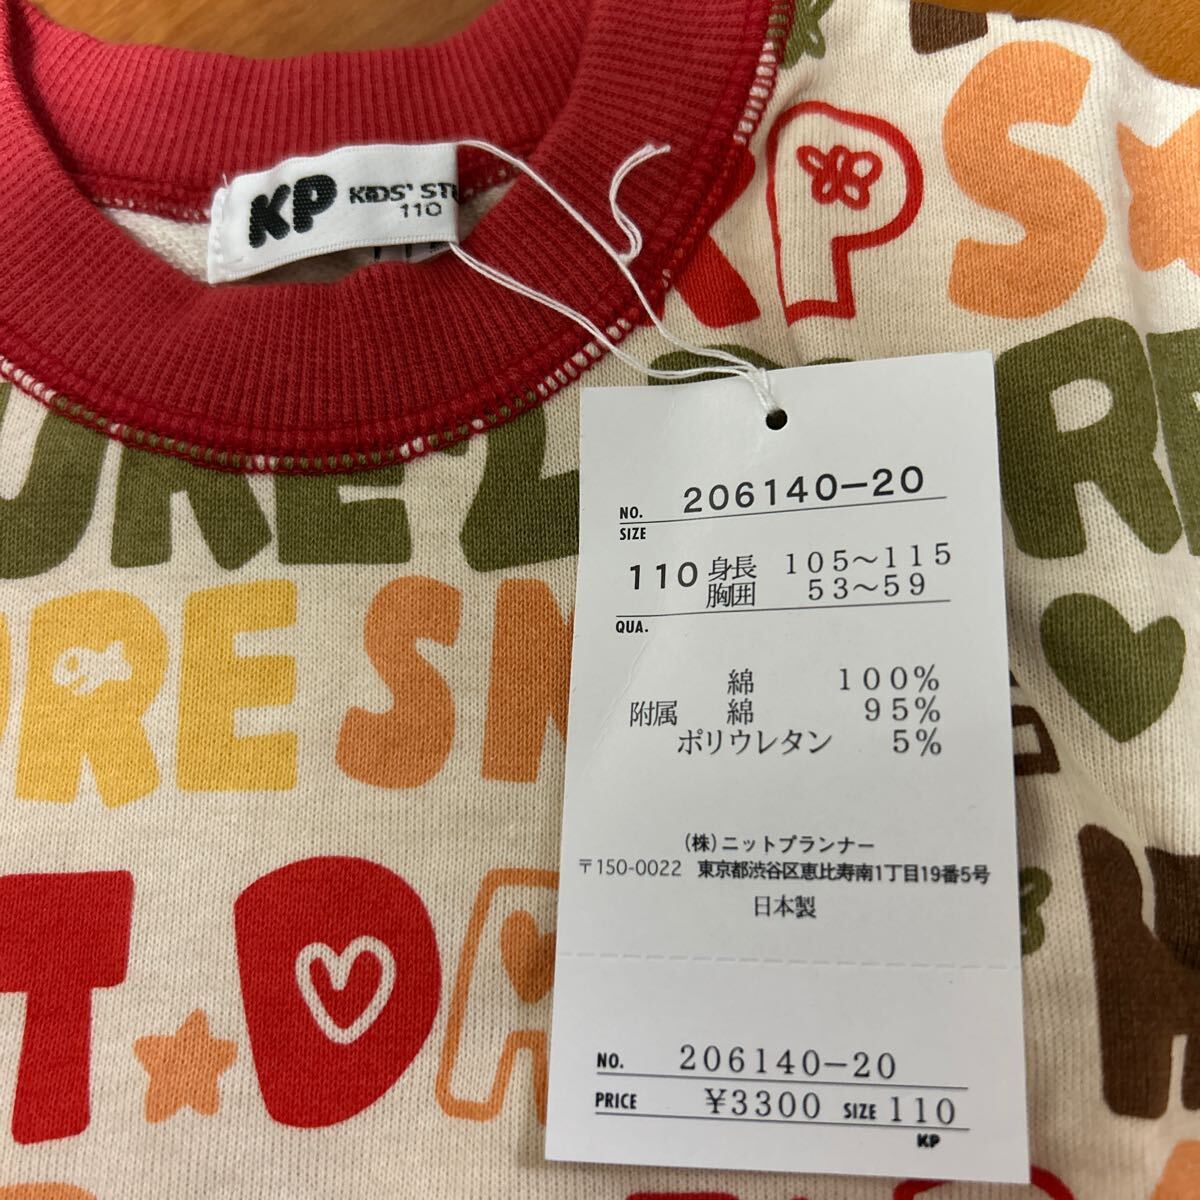 KP KIDS'
110
KP S
ORE SM
T★D
NO. 206140-20
SIZE
110 身長 105～115
胸囲 53～59
QUA.
綿 100%
附属 綿 95%
ポリウレタン 5%
(株)ニットプランナー
〒150-0022 東京都渋谷区恵比寿南1丁目19番5号
日本製
NO. 206140-20
PRICE ¥3300 SIZE 110
KP